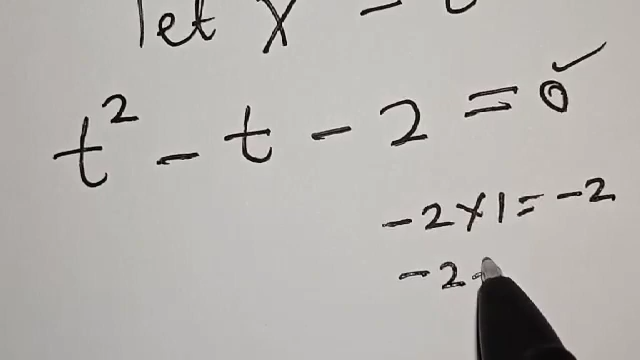 let x =
t² - t - 2 = 0 ✓
-2 × 1 = -2
-2